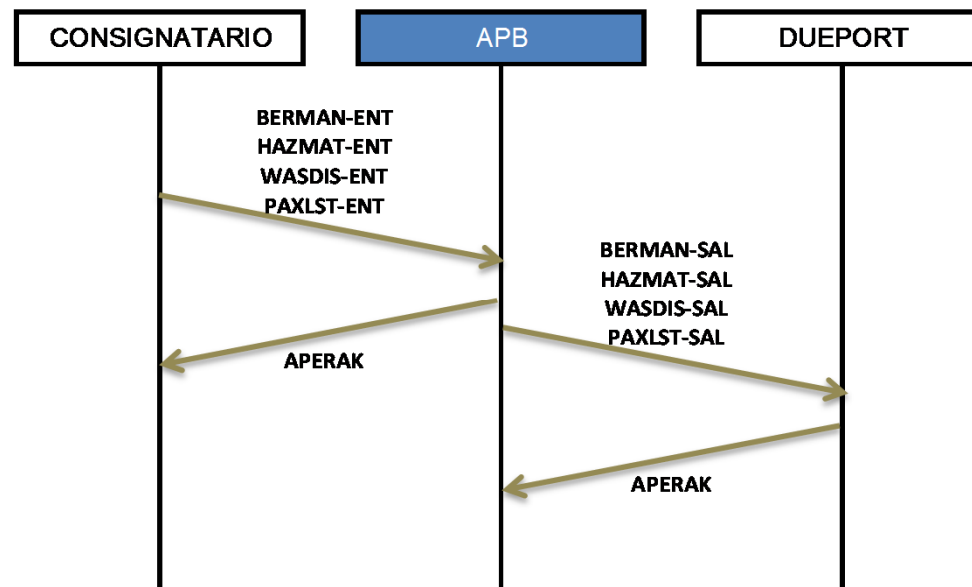 CONSIGNATARIO
APB
DUEPORT
BERMAN-ENT
HAZMAT-ENT
WASDIS-ENT
PAXLST-ENT
BERMAN-SAL
HAZMAT-SAL
WASDIS-SAL
PAXLST-SAL
APERAK
APERAK